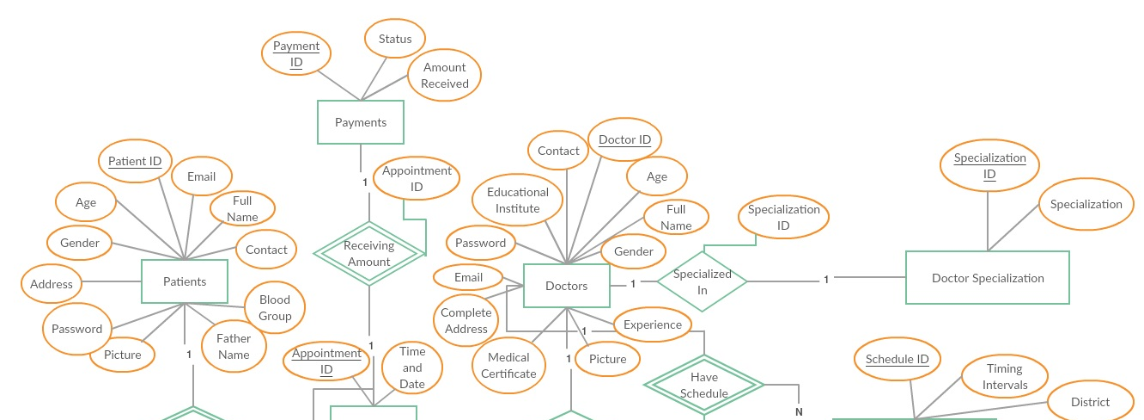 Payment
ID
Status
Amount
Received
Payments
1
Appointment
ID
Receiving
Amount
1
Patient ID
Email
Age
Full
Name
Gender
Contact
Address
Patients
Password
Picture
Father
Name
Blood
Group
1
Appointment
ID
Time
and
Date
Contact
Doctor ID
Educational
Institute
Age
Full
Name
Password
Gender
Email
Doctors
Complete
Address
Experience
Medical
Certificate
Picture
1
1
1
Specialized
In
Specialization
ID
1
Specialization
ID
Specialization
Doctor Specialization
Have
Schedule
N
Schedule ID
Timing
Intervals
District